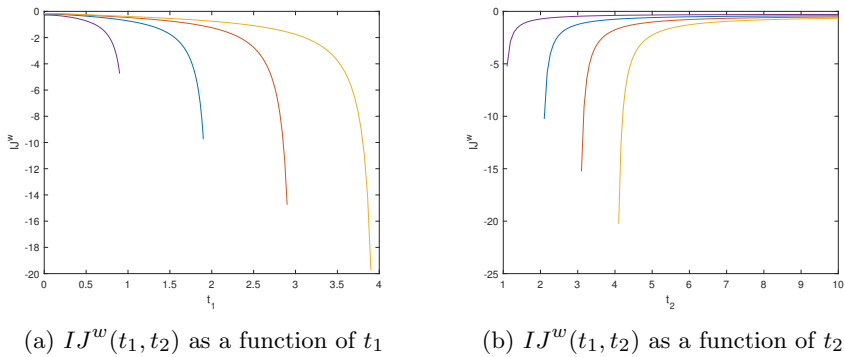 0
-2
-4
-6
-8
-10
-12
-14
-16
-18
-20
IJ^w
0 0.5 1 1.5 2 2.5 3 3.5 4
t_1
(a) IJ^w(t_1, t_2) as a function of t_1
0
-5
-10
-15
-20
-25
IJ^w
1 2 3 4 5 6 7 8 9 10
t_2
(b) IJ^w(t_1, t_2) as a function of t_2